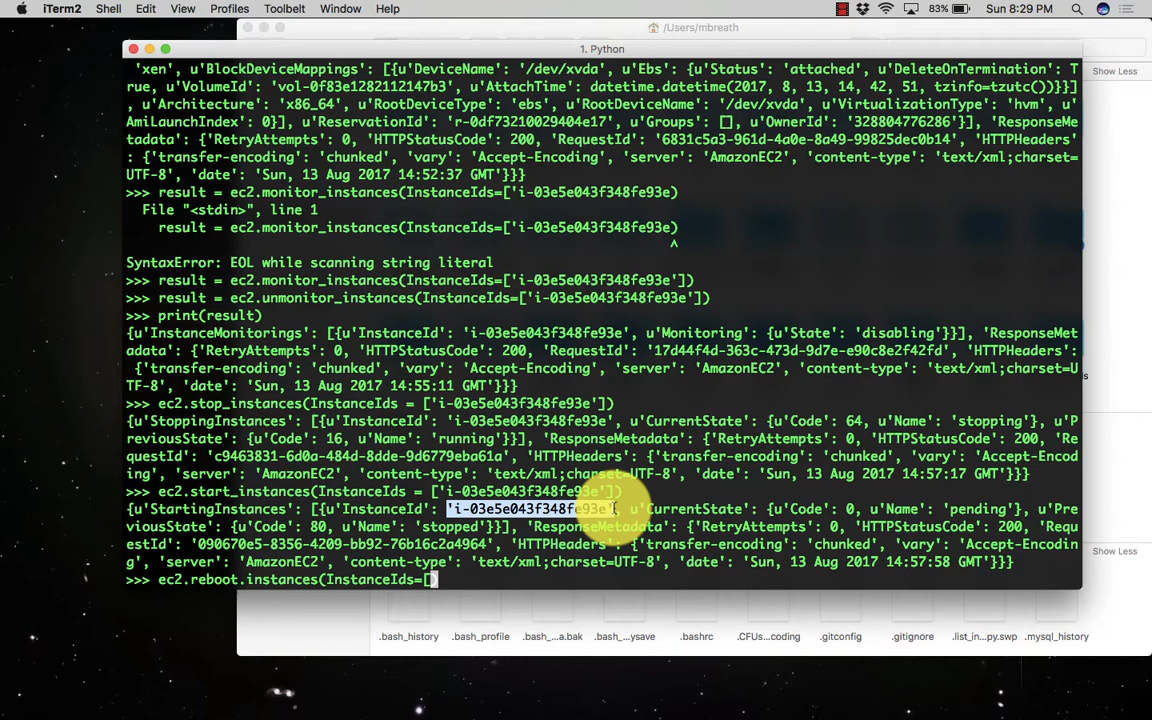 iTerm2 Shell Edit View Profiles Toolbelt Window Help 83% Sun 8:29 PM
/Users/mbreath
1. Python
Show Less
'xen', u'BlockDeviceMappings': [{u'DeviceName': '/dev/xvda', u'Ebs': {u'Status': 'attached', u'DeleteOnTermination': T
rue, u'VolumeId': 'vol-0f83e1282112147b3', u'AttachTime': datetime.datetime(2017, 8, 13, 14, 42, 51, tzinfo=tzutc())}}]
, u'Architecture': 'x86_64', u'RootDeviceType': 'ebs', u'RootDeviceName': '/dev/xvda', u'VirtualizationType': 'hvm', u'
AmiLaunchIndex': 0}], u'ReservationId': 'r-0df73210029404e17', u'Groups': [], u'OwnerId': '328804776286'}], 'ResponseMe
tadata': {'RetryAttempts': 0, 'HTTPStatusCode': 200, 'RequestId': '6831c5a3-961d-4a0e-8a49-99825dec0b14', 'HTTPHeaders'
: {'transfer-encoding': 'chunked', 'vary': 'Accept-Encoding', 'server': 'AmazonEC2', 'content-type': 'text/xml;charset=
UTF-8', 'date': 'Sun, 13 Aug 2017 14:52:37 GMT'}}}
>>> result = ec2.monitor_instances(InstanceIds=['i-03e5e043f348fe93e)
File "<stdin>", line 1
result = ec2.monitor_instances(InstanceIds=['i-03e5e043f348fe93e)
^
SyntaxError: EOL while scanning string literal
>>> result = ec2.monitor_instances(InstanceIds=['i-03e5e043f348fe93e'])
>>> result = ec2.unmonitor_instances(InstanceIds=['i-03e5e043f348fe93e'])
>>> print(result)
{u'InstanceMonitorings': [{u'InstanceId': 'i-03e5e043f348fe93e', u'Monitoring': {u'State': 'disabling'}}], 'ResponseMet
adata': {'RetryAttempts': 0, 'HTTPStatusCode': 200, 'RequestId': '17d44f4d-363c-473d-9d7e-e90c8e2f42fd', 'HTTPHeaders':
{'transfer-encoding': 'chunked', 'vary': 'Accept-Encoding', 'server': 'AmazonEC2', 'content-type': 'text/xml;charset=U
TF-8', 'date': 'Sun, 13 Aug 2017 14:55:11 GMT'}}}
>>> ec2.stop_instances(InstanceIds = ['i-03e5e043f348fe93e'])
{u'StoppingInstances': [{u'InstanceId': 'i-03e5e043f348fe93e', u'CurrentState': {u'Code': 64, u'Name': 'stopping'}, u'P
reviousState': {u'Code': 16, u'Name': 'running'}}], 'ResponseMetadata': {'RetryAttempts': 0, 'HTTPStatusCode': 200, 'Re
questId': 'c9463831-6d0a-484d-8dde-9d6779eba61a', 'HTTPHeaders': {'transfer-encoding': 'chunked', 'vary': 'Accept-Encod
ing', 'server': 'AmazonEC2', 'content-type': 'text/xml;charset=UTF-8', 'date': 'Sun, 13 Aug 2017 14:57:17 GMT'}}}
>>> ec2.start_instances(InstanceIds = ['i-03e5e043f348fe93e'])
{u'StartingInstances': [{u'InstanceId': 'i-03e5e043f348fe93e', u'CurrentState': {u'Code': 0, u'Name': 'pending'}, u'Pre
viousState': {u'Code': 80, u'Name': 'stopped'}}], 'ResponseMetadata': {'RetryAttempts': 0, 'HTTPStatusCode': 200, 'Requ
estId': '090670e5-8356-4209-bb92-76b16c2a4964', 'HTTPHeaders': {'transfer-encoding': 'chunked', 'vary': 'Accept-Encodin
g', 'server': 'AmazonEC2', 'content-type': 'text/xml;charset=UTF-8', 'date': 'Sun, 13 Aug 2017 14:57:58 GMT'}}}
>>> ec2.reboot.instances(InstanceIds=[)
Show Less
.bash_history .bash_profile .bash_...a.bak .bash_...ysave .bashrc .CFUs...coding .gitconfig .gitignore .list_in...py.swp .mysql_history